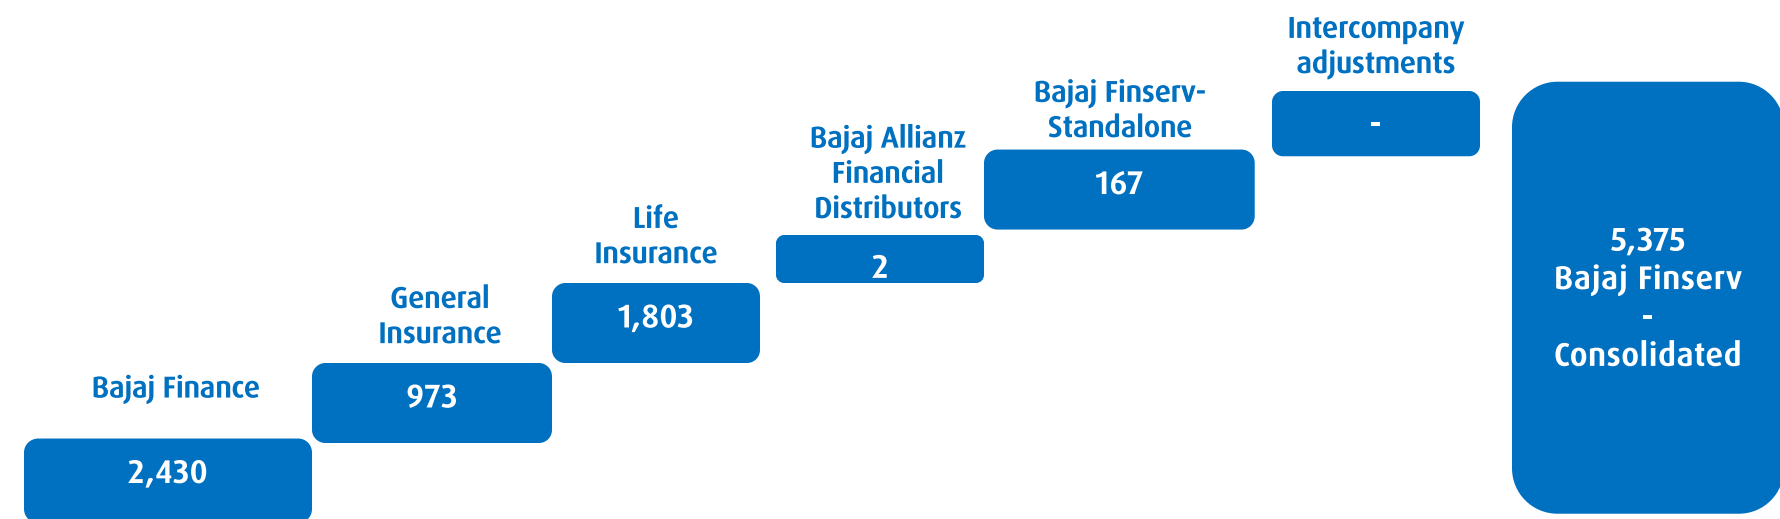 Bajaj Finance
2,430
General
Insurance
973
Life
Insurance
1,803
Bajaj Allianz
Financial
Distributors
2
Bajaj Finserv-
Standalone
167
Intercompany
adjustments
-
5,375
Bajaj Finserv
-
Consolidated